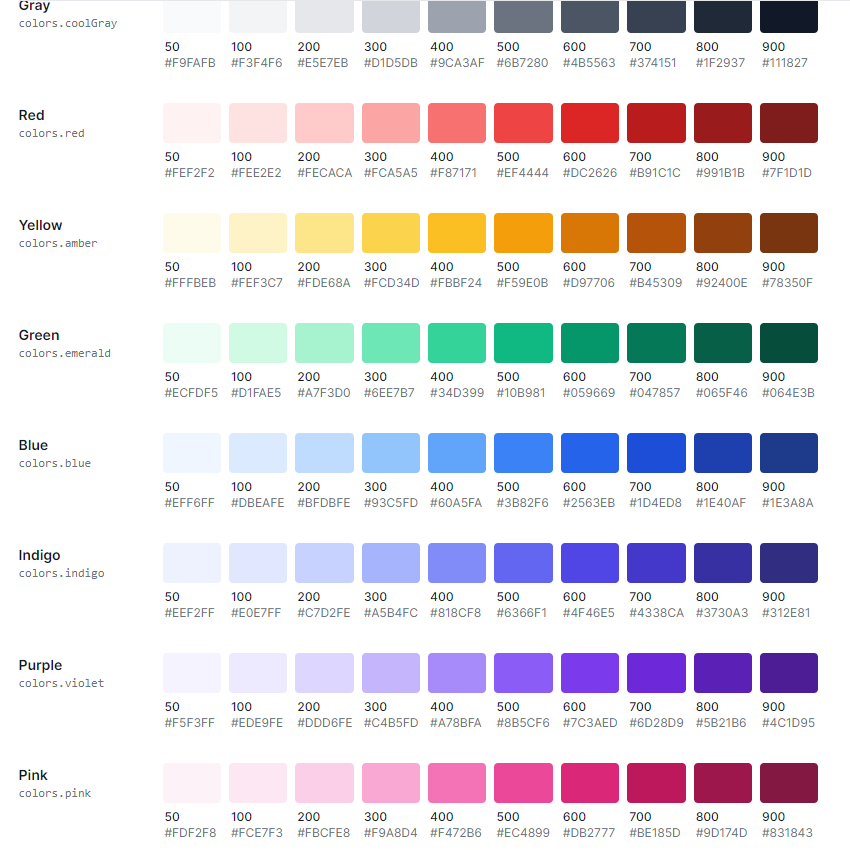 Gray
colors.coolGray
50 100 200 300 400 500 600 700 800 900
#F9FAFB #F3F4F6 #E5E7EB #D1D5DB #9CA3AF #6B7280 #4B5563 #374151 #1F2937 #111827
Red
colors.red
50 100 200 300 400 500 600 700 800 900
#FEF2F2 #FEE2E2 #FECACA #FCA5A5 #F87171 #EF4444 #DC2626 #B91C1C #991B1B #7F1D1D
Yellow
colors.amber
50 100 200 300 400 500 600 700 800 900
#FFFBEB #FEF3C7 #FDE68A #FCD34D #FBBF24 #F59E0B #D97706 #B45309 #92400E #78350F
Green
colors.emerald
50 100 200 300 400 500 600 700 800 900
#ECFDF5 #D1FAE5 #A7F3D0 #6EE7B7 #34D399 #10B981 #059669 #047857 #065F46 #064E3B
Blue
colors.blue
50 100 200 300 400 500 600 700 800 900
#EFF6FF #DBEAFE #BFDBFE #93C5FD #60A5FA #3B82F6 #2563EB #1D4ED8 #1E40AF #1E3A8A
Indigo
colors.indigo
50 100 200 300 400 500 600 700 800 900
#EEF2FF #E0E7FF #C7D2FE #A5B4FC #818CF8 #6366F1 #4F46E5 #4338CA #3730A3 #312E81
Purple
colors.violet
50 100 200 300 400 500 600 700 800 900
#F5F3FF #EDE9FE #DDD6FE #C4B5FD #A78BFA #8B5CF6 #7C3AED #6D28D9 #5B21B6 #4C1D95
Pink
colors.pink
50 100 200 300 400 500 600 700 800 900
#FDF2F8 #FCE7F3 #FBCFE8 #F9A8D4 #F472B6 #EC4899 #DB2777 #BE185D #9D174D #831843